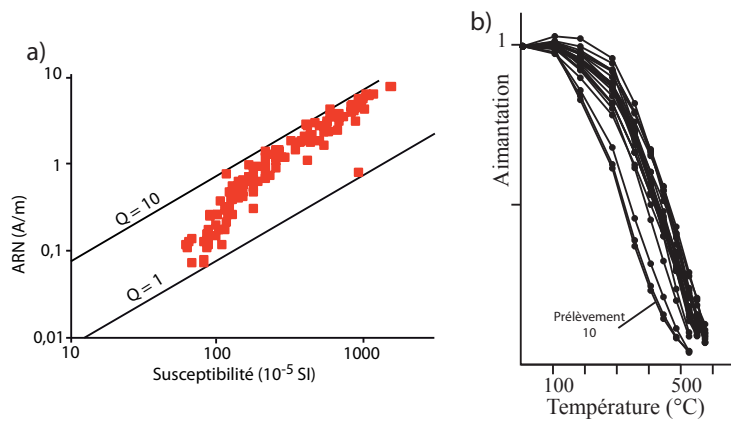 a)
10
1
0,1
0,01
ARN (A/m)
Q = 10
Q = 1
10
100
1000
Susceptibilité (10⁻⁵ SI)
b)
1
Aimantation
Prélèvement
10
100
500
Température (°C)